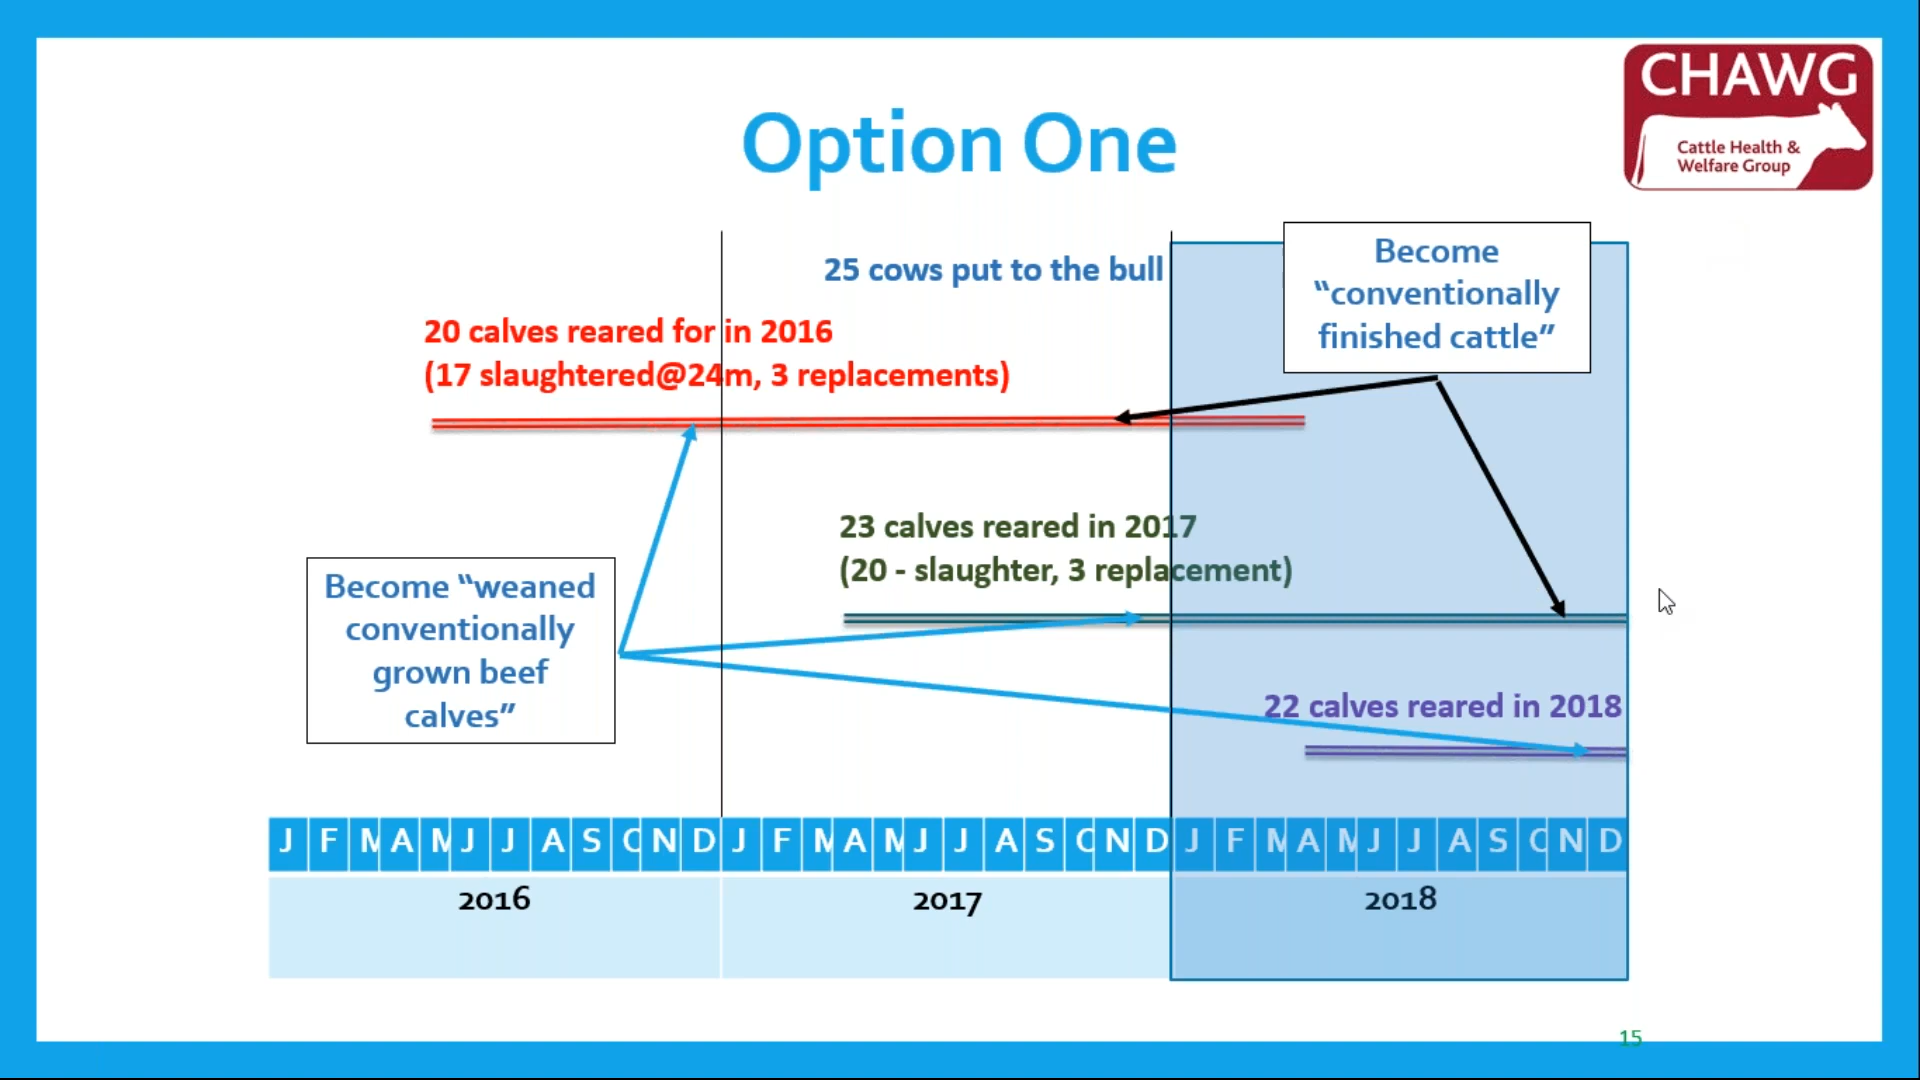 CHAWG
Cattle Health &
Welfare Group
Option One
25 cows put to the bull
Become
“conventionally
finished cattle”
20 calves reared for in 2016
(17 slaughtered@24m, 3 replacements)
23 calves reared in 2017
(20 - slaughter, 3 replacement)
Become “weaned
conventionally
grown beef
calves”
22 calves reared in 2018
J F M A M J J A S O N D J F M A M J J A S O N D J F M A M J J A S O N D
2016 2017 2018
15